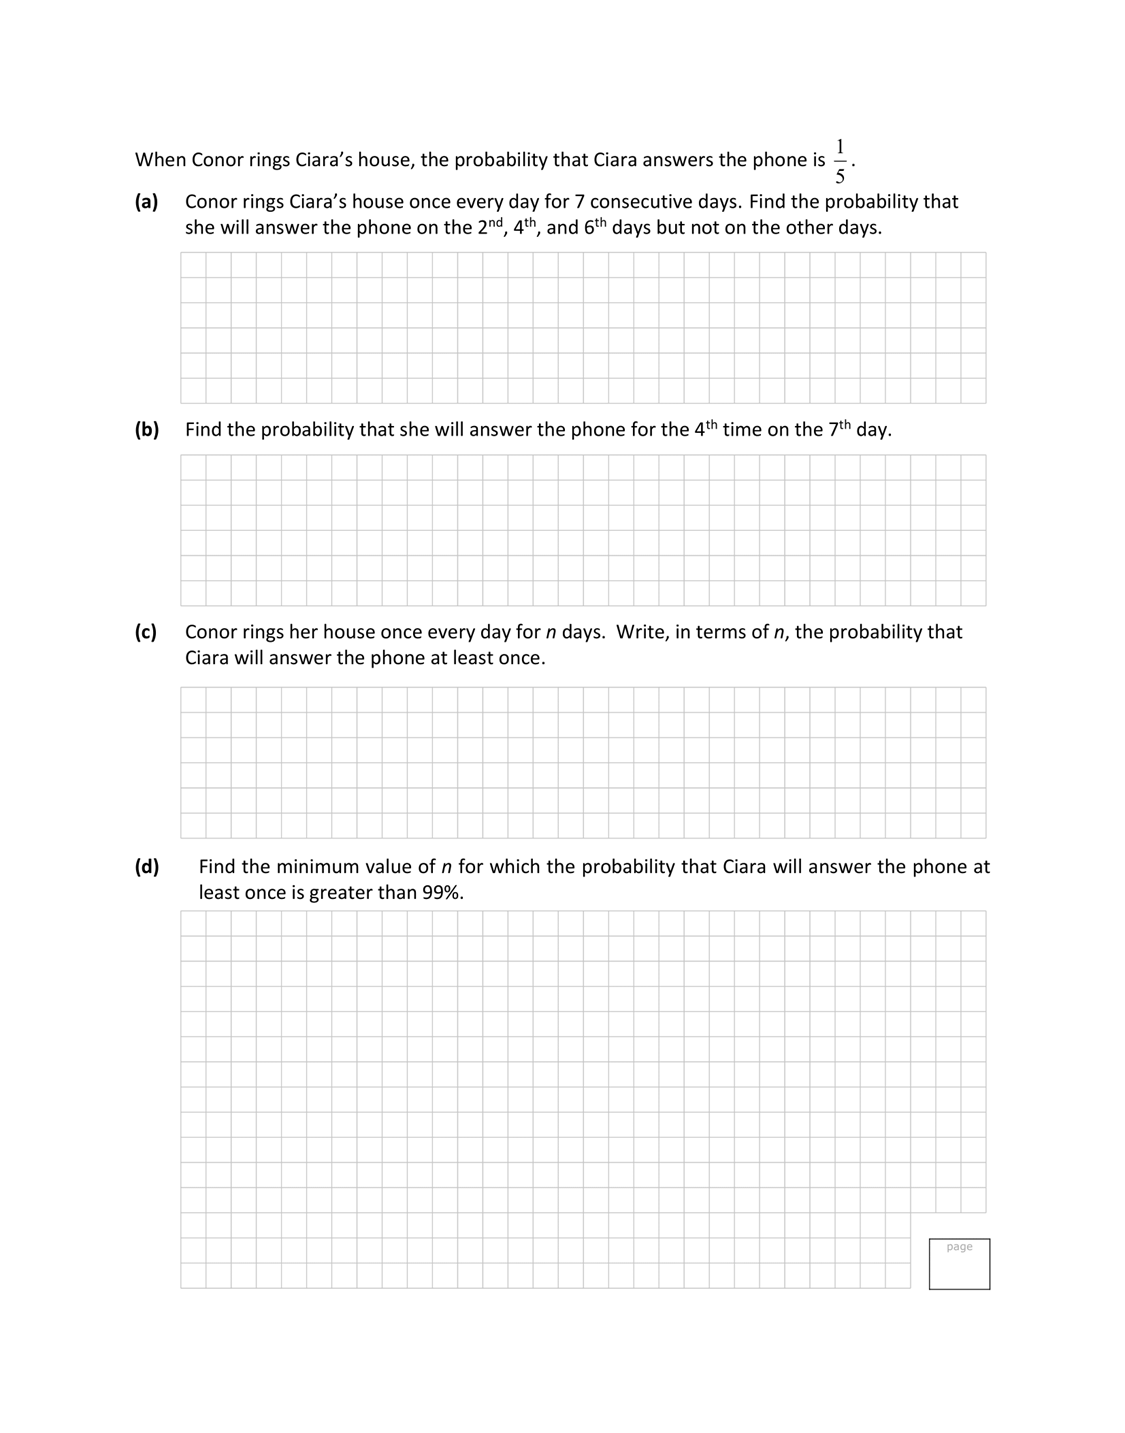 When Conor rings Ciara’s house, the probability that Ciara answers the phone is 1/5.
(a) Conor rings Ciara’s house once every day for 7 consecutive days. Find the probability that
she will answer the phone on the 2nd, 4th, and 6th days but not on the other days.
(b) Find the probability that she will answer the phone for the 4th time on the 7th day.
(c) Conor rings her house once every day for n days. Write, in terms of n, the probability that
Ciara will answer the phone at least once.
(d) Find the minimum value of n for which the probability that Ciara will answer the phone at
least once is greater than 99%.
page